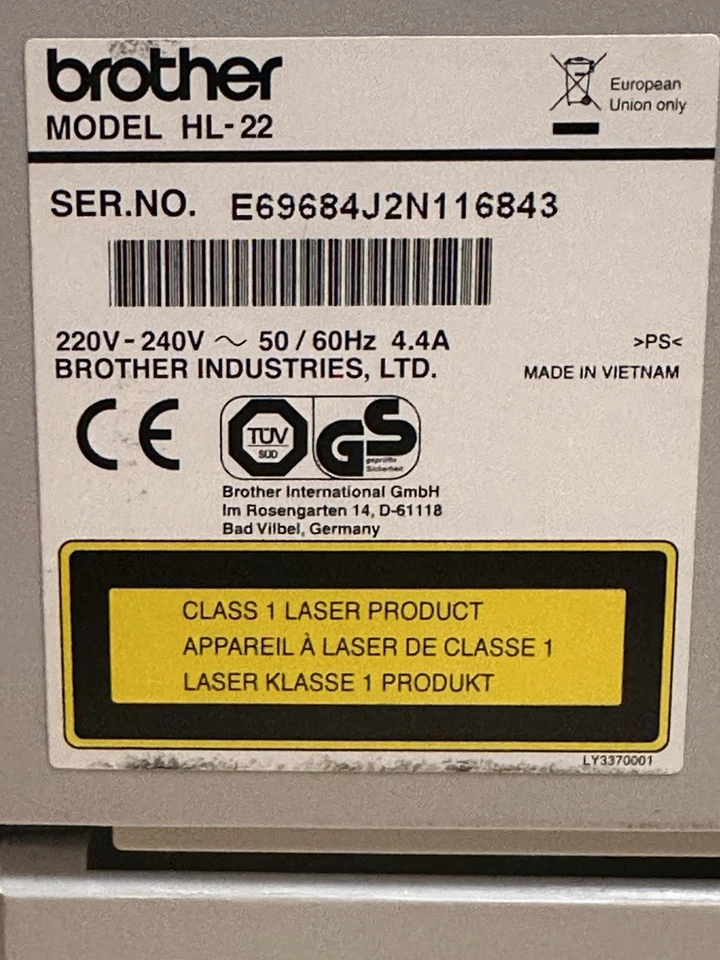 brother
MODEL HL-22
European
Union only
SER.NO. E69684J2N116843
220V-240V ～ 50/60Hz 4.4A
BROTHER INDUSTRIES, LTD.
>PS<
MADE IN VIETNAM
CE
TÜV
SÜD
GS
geprüfte
Sicherheit
Brother International GmbH
Im Rosengarten 14, D-61118
Bad Vilbel, Germany
CLASS 1 LASER PRODUCT
APPAREIL À LASER DE CLASSE 1
LASER KLASSE 1 PRODUKT
LY3370001